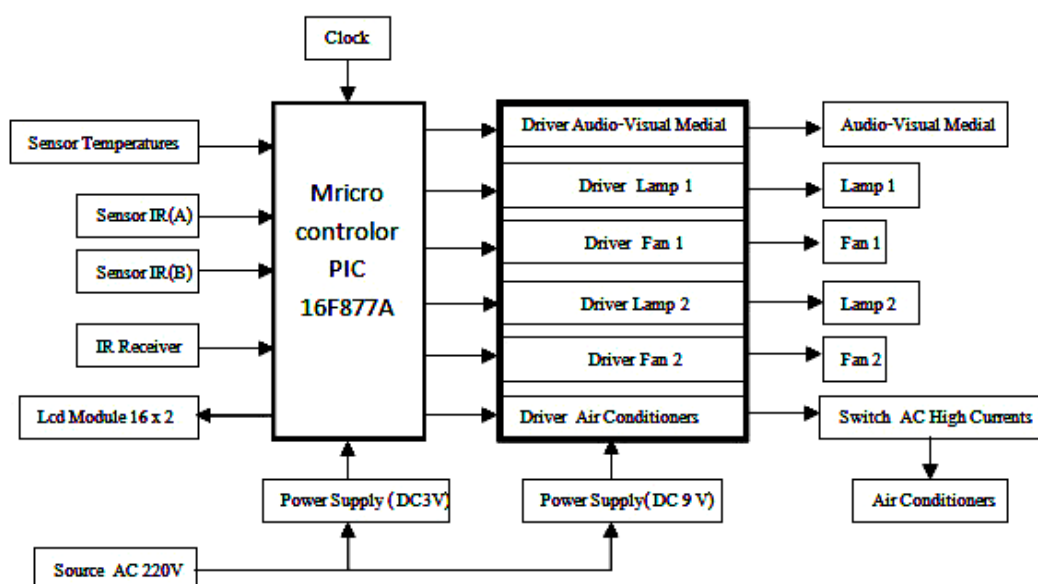 Clock
Sensor Temperatures
Sensor IR(A)
Sensor IR(B)
IR Receiver
Lcd Module 16 x 2
Mricro
controlor
PIC
16F877A
Driver Audio-Visual Medial
Driver Lamp 1
Driver Fan 1
Driver Lamp 2
Driver Fan 2
Driver Air Conditioners
Audio-Visual Medial
Lamp 1
Fan 1
Lamp 2
Fan 2
Switch AC High Currents
Air Conditioners
Power Supply ( DC3V)
Power Supply( DC 9 V)
Source AC 220V